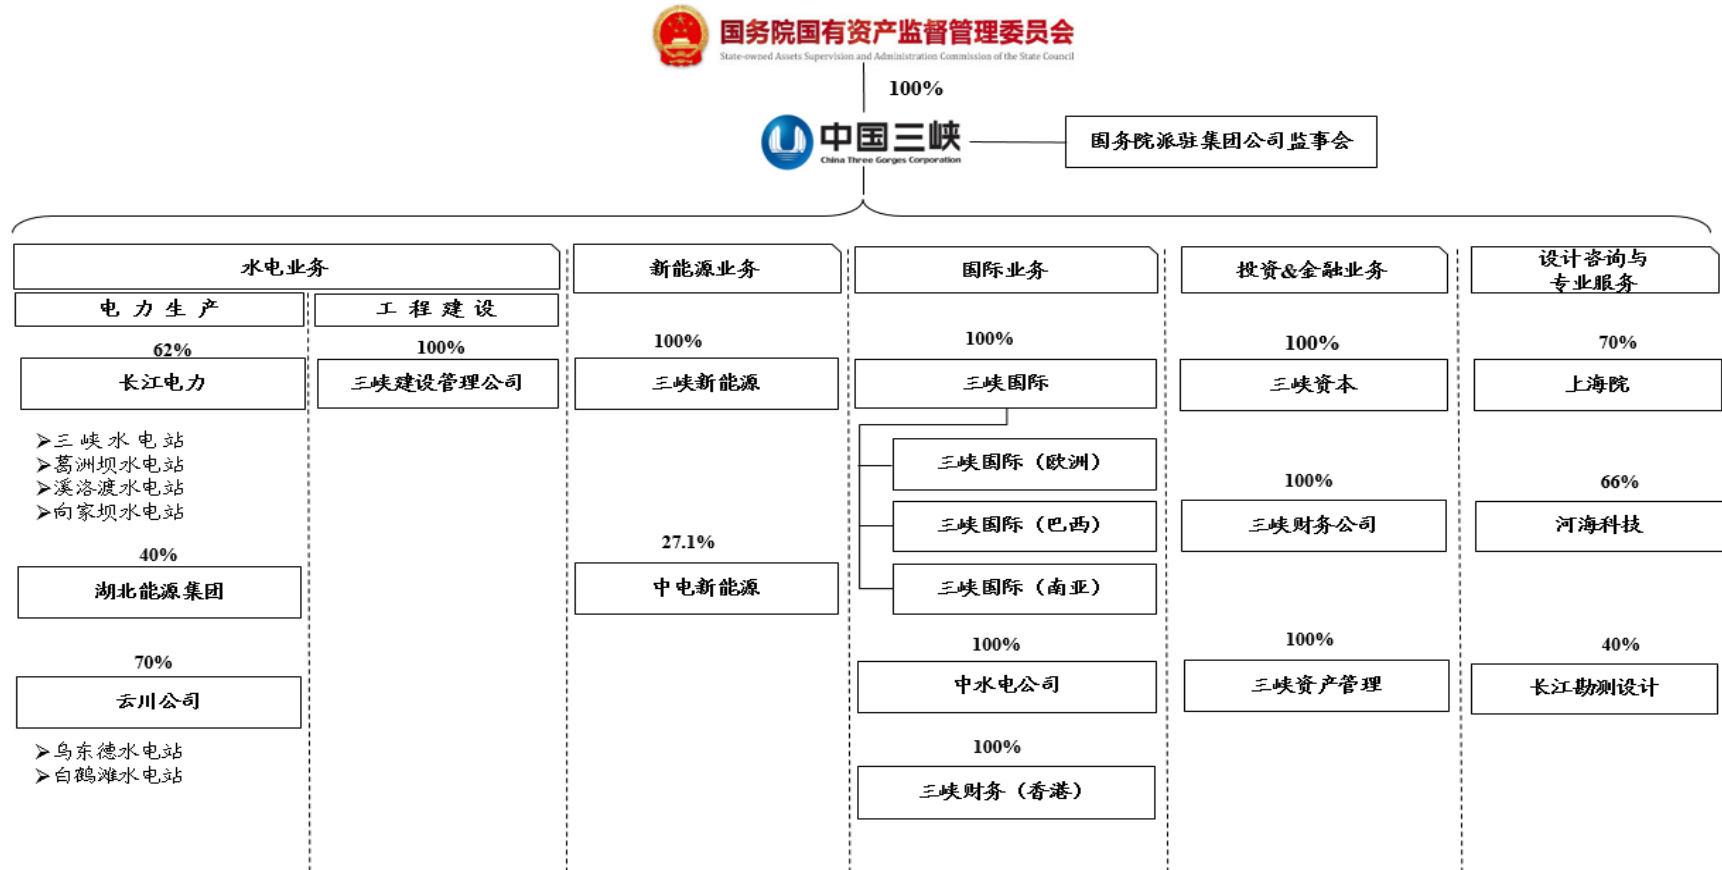 国务院国有资产监督管理委员会
State-owned Assets Supervision and Administration Commission of the State Council
100%
中国三峡
China Three Gorges Corporation
国务院派驻集团公司监事会
水电业务
电力生产
62%
长江电力
➢三峡水电站
➢葛洲坝水电站
➢溪洛渡水电站
➢向家坝水电站
40%
湖北能源集团
70%
云川公司
➢乌东德水电站
➢白鹤滩水电站
工程建设
100%
三峡建设管理公司
新能源业务
100%
三峡新能源
27.1%
中电新能源
国际业务
100%
三峡国际
三峡国际（欧洲）
三峡国际（巴西）
三峡国际（南亚）
100%
中水电公司
100%
三峡财务（香港）
投资&金融业务
100%
三峡资本
100%
三峡财务公司
100%
三峡资产管理
设计咨询与
专业服务
70%
上海院
66%
河海科技
40%
长江勘测设计